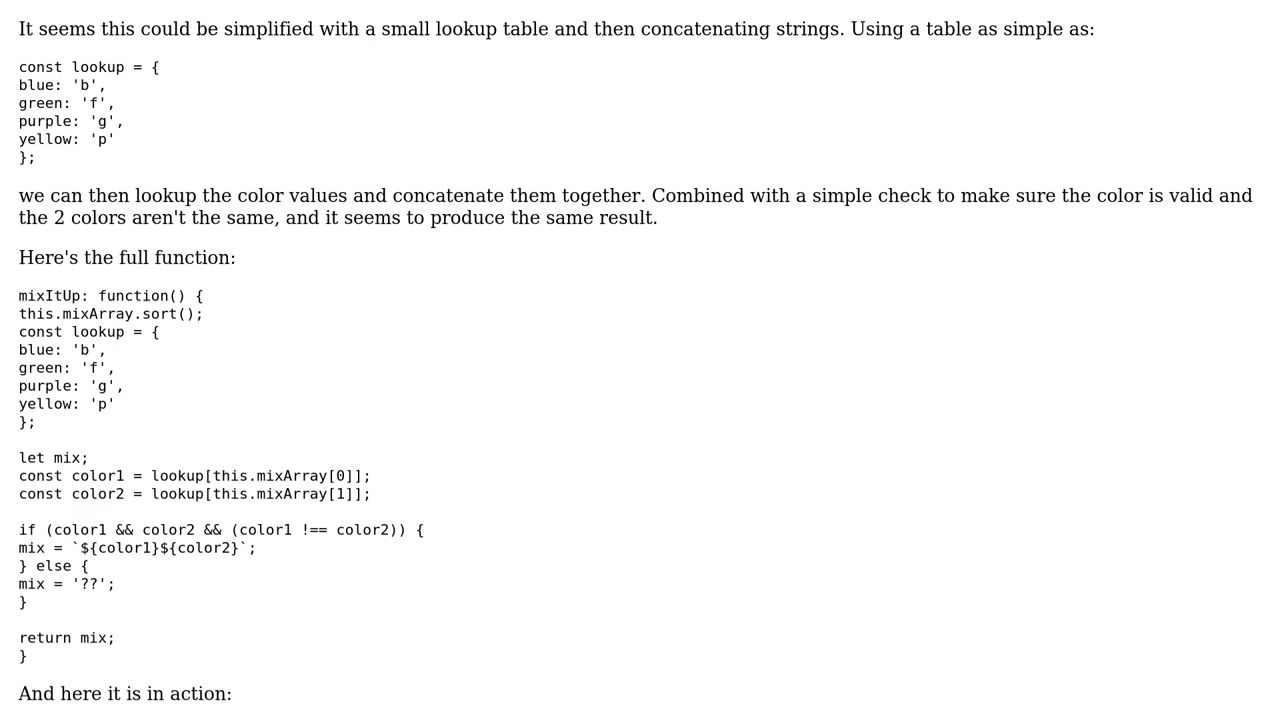 It seems this could be simplified with a small lookup table and then concatenating strings. Using a table as simple as:
const lookup = {
blue: 'b',
green: 'f',
purple: 'g',
yellow: 'p'
};
we can then lookup the color values and concatenate them together. Combined with a simple check to make sure the color is valid and
the 2 colors aren't the same, and it seems to produce the same result.
Here's the full function:
mixItUp: function() {
this.mixArray.sort();
const lookup = {
blue: 'b',
green: 'f',
purple: 'g',
yellow: 'p'
};
let mix;
const color1 = lookup[this.mixArray[0]];
const color2 = lookup[this.mixArray[1]];
if (color1 && color2 && (color1 !== color2)) {
mix = `${color1}${color2}`;
} else {
mix = '??';
}
return mix;
}
And here it is in action: